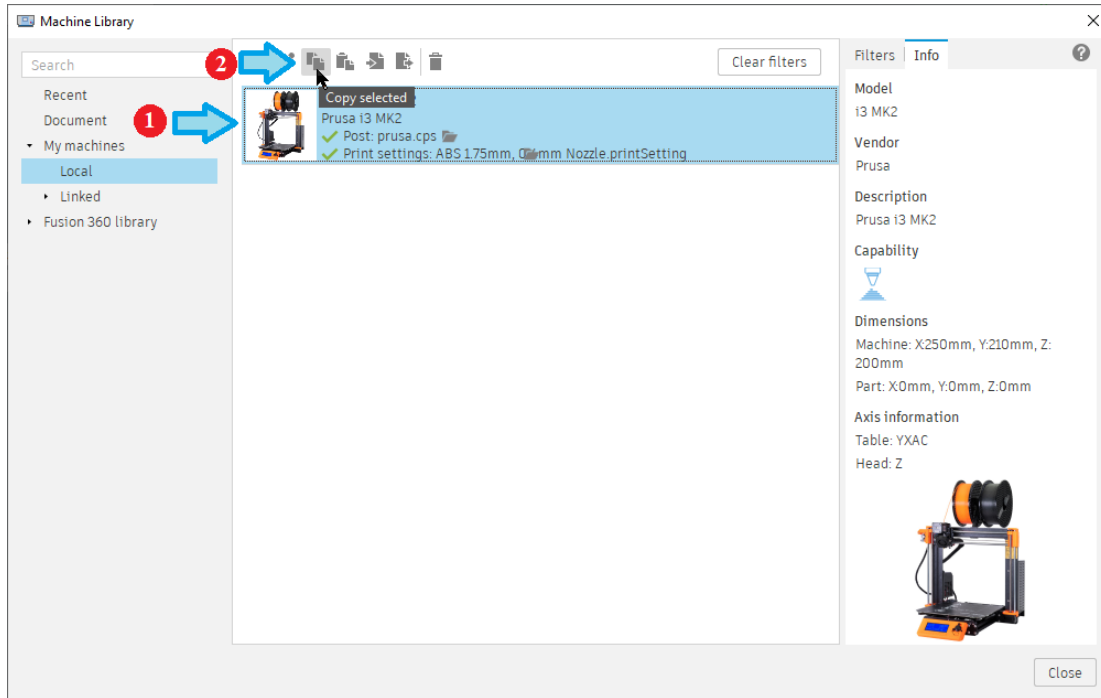 Machine Library
Search
Recent
Document
My machines
Local
Linked
Fusion 360 library
1
2
Clear filters
Copy selected
Prusa i3 MK2
Post: prusa.cps
Print settings: ABS 1.75mm, mm Nozzle.printSetting
Filters Info
Model
i3 MK2
Vendor
Prusa
Description
Prusa i3 MK2
Capability
Dimensions
Machine: X:250mm, Y:210mm, Z:
200mm
Part: X:0mm, Y:0mm, Z:0mm
Axis information
Table: YXAC
Head: Z
Close